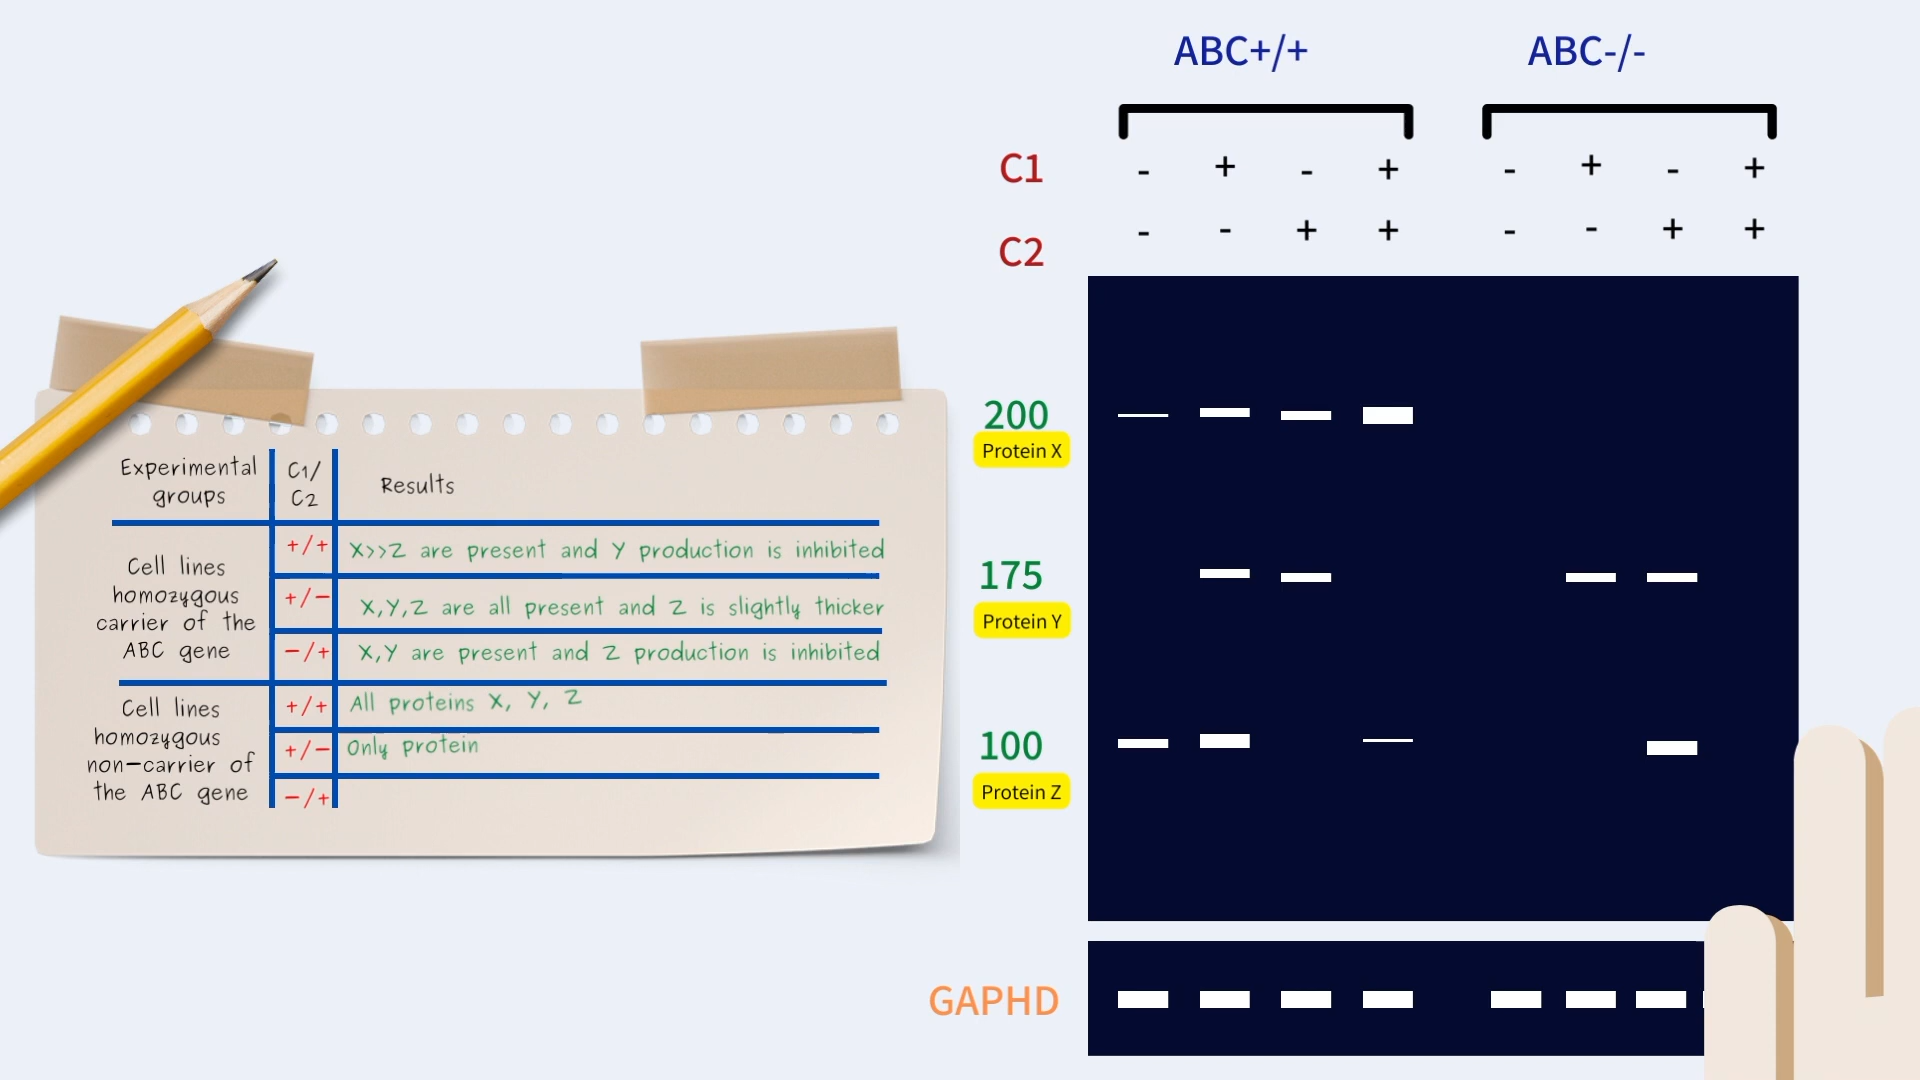 ABC+/+ ABC-/-
C1 - + - + - + - +
C2 - - + + - - + +
200
Protein X
175
Protein Y
100
Protein Z
GAPHD
Experimental groups
C1/
C2
Results
Cell lines
homozygous
carrier of the
ABC gene
+/+
X>>Z are present and Y production is inhibited
+/-
X,Y,Z are all present and Z is slightly thicker
-/+
X,Y are present and Z production is inhibited
Cell lines
homozygous
non-carrier of
the ABC gene
+/+
All proteins X, Y, Z
+/-
Only protein
-/+